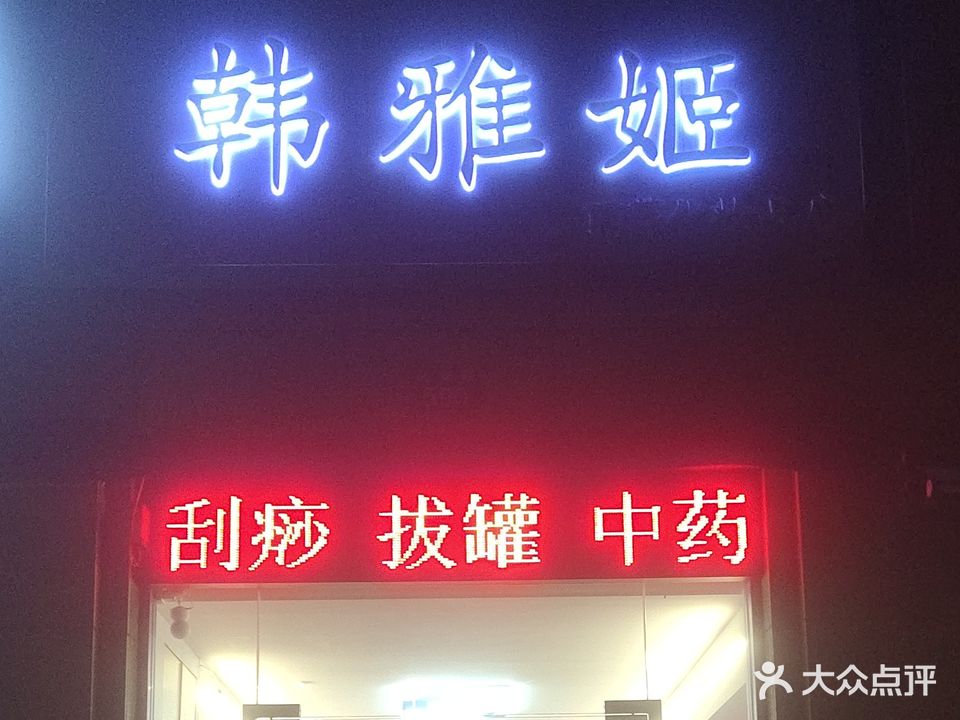 韩雅姬
刮痧 拔罐 中药
大众点评